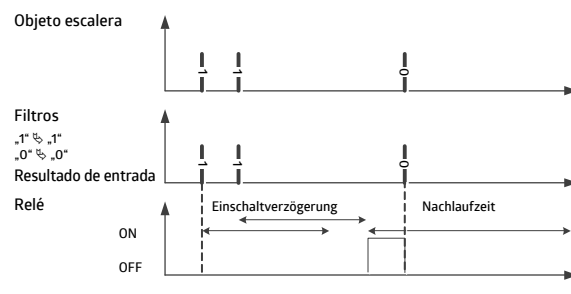 Objeto escalera
1 1 0
Filtros
„1“ ⇨ „1“
„0“ ⇨ „0“
Resultado de entrada
1 1 0
Relé
Einschaltverzögerung Nachlaufzeit
ON
OFF